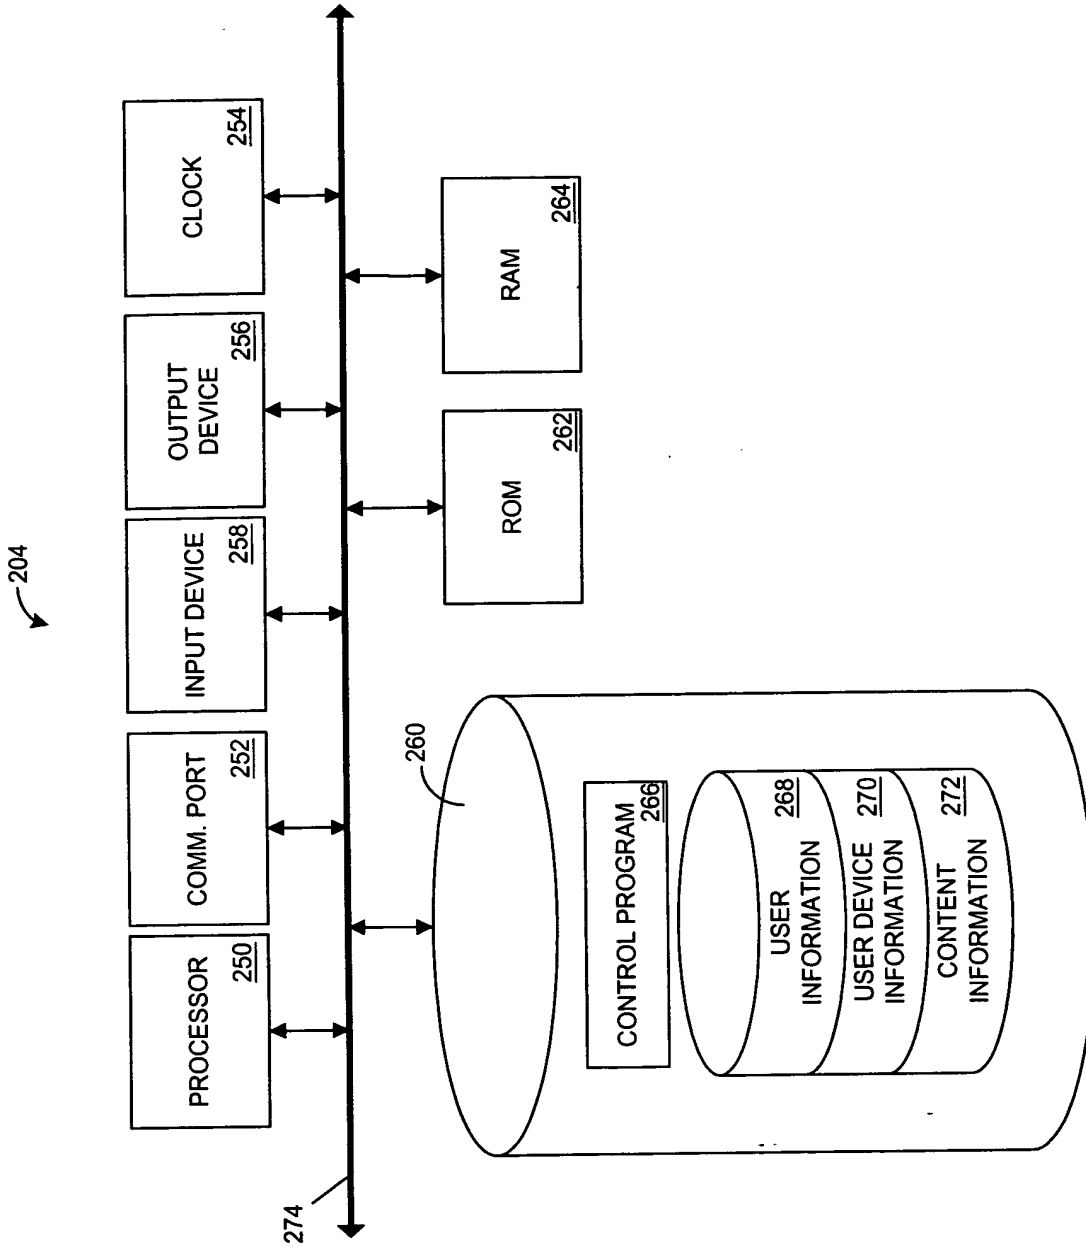 204
PROCESSOR
250
COMM. PORT
252
INPUT DEVICE
258
OUTPUT
DEVICE
256
CLOCK
254
274
260
ROM
262
RAM
264
CONTROL PROGRAM
266
USER
INFORMATION
268
USER DEVICE
INFORMATION
270
CONTENT
INFORMATION
272